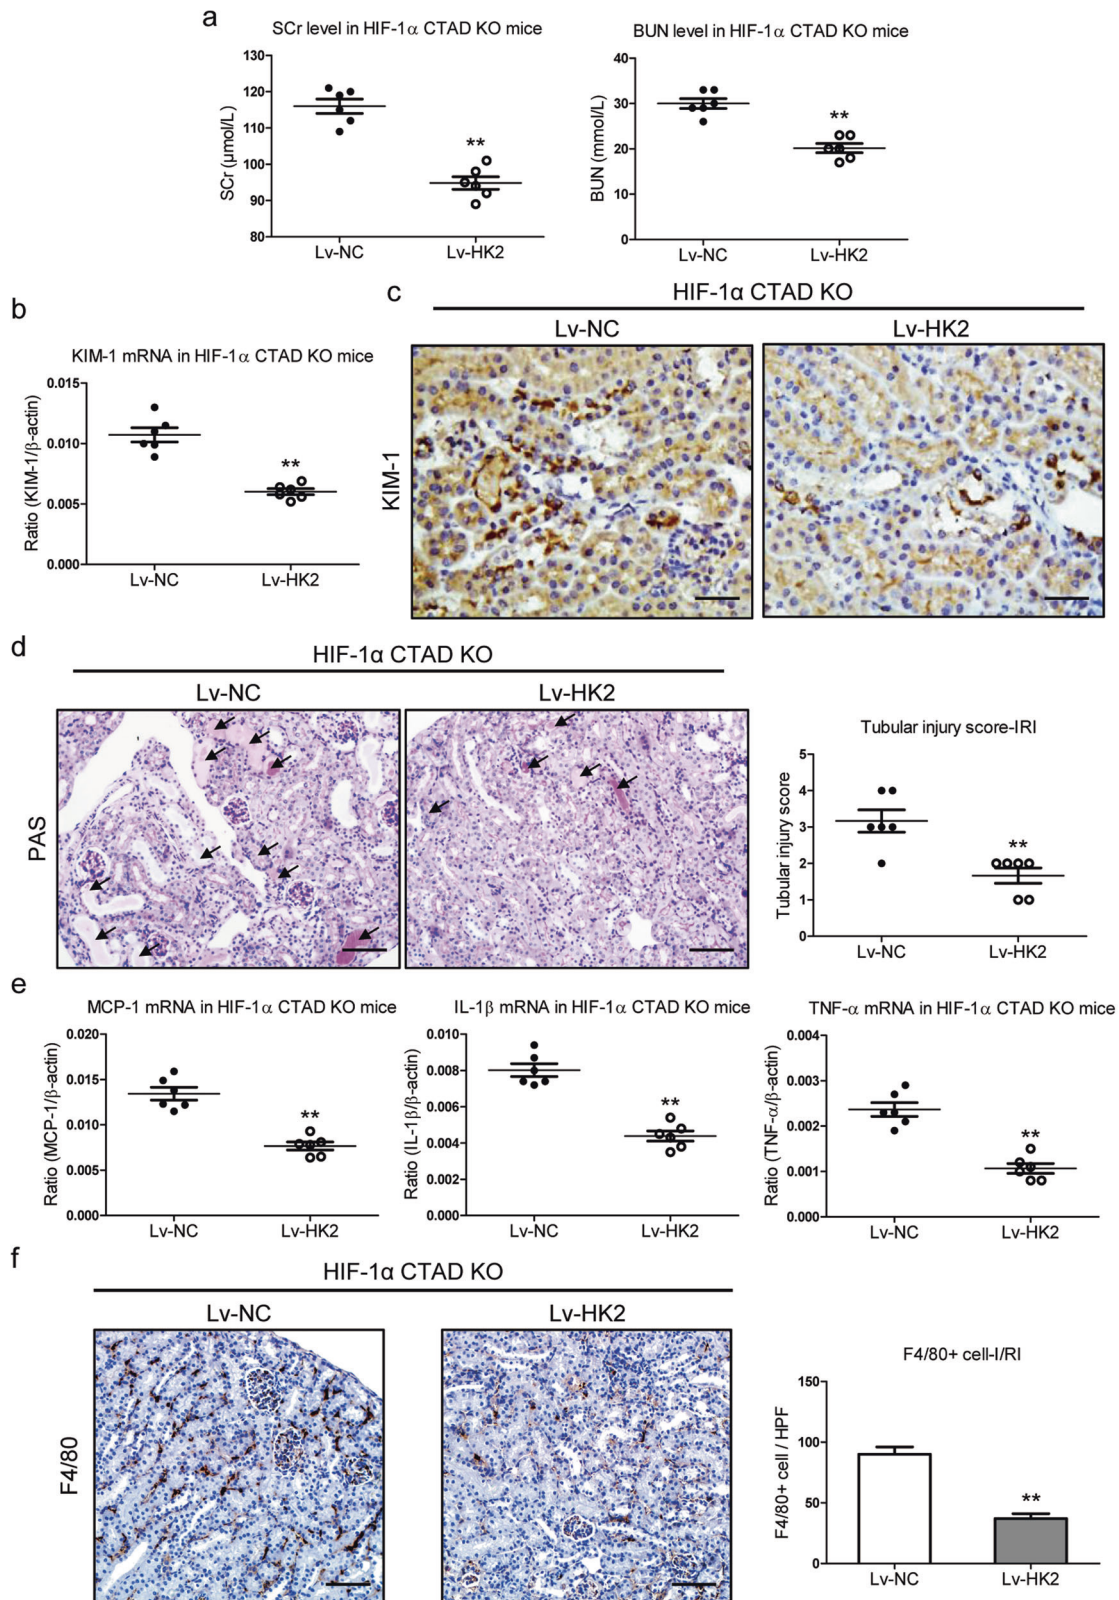 a
SCr level in HIF-1α CTAD KO mice
SCr (μmol/L)
130
120
110
100
90
80
**
Lv-NC
Lv-HK2
BUN level in HIF-1α CTAD KO mice
BUN (mmol/L)
40
30
20
10
0
**
Lv-NC
Lv-HK2
b
KIM-1 mRNA in HIF-1α CTAD KO mice
Ratio (KIM-1/β-actin)
0.015
0.010
0.005
0.000
**
Lv-NC
Lv-HK2
c
HIF-1α CTAD KO
Lv-NC
Lv-HK2
KIM-1
d
HIF-1α CTAD KO
Lv-NC
Lv-HK2
PAS
Tubular injury score-IRI
Tubular injury score
5
4
3
2
1
0
**
Lv-NC
Lv-HK2
e
MCP-1 mRNA in HIF-1α CTAD KO mice
Ratio (MCP-1/β-actin)
0.020
0.015
0.010
0.005
0.000
**
Lv-NC
Lv-HK2
IL-1β mRNA in HIF-1α CTAD KO mice
Ratio (IL-1β/β-actin)
0.010
0.008
0.006
0.004
0.002
0.000
**
Lv-NC
Lv-HK2
TNF-α mRNA in HIF-1α CTAD KO mice
Ratio (TNF-α/β-actin)
0.004
0.003
0.002
0.001
0.000
**
Lv-NC
Lv-HK2
f
HIF-1α CTAD KO
Lv-NC
Lv-HK2
F4/80
F4/80+ cell-I/RI
F4/80+ cell / HPF
150
100
50
0
**
Lv-NC
Lv-HK2